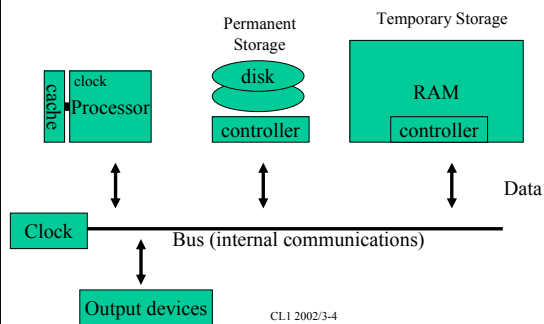 Permanent
Storage
Temporary Storage
cache
clock
Processor
disk
controller
RAM
controller
Data
Clock
Bus (internal communications)
Output devices
CL1 2002/3-4